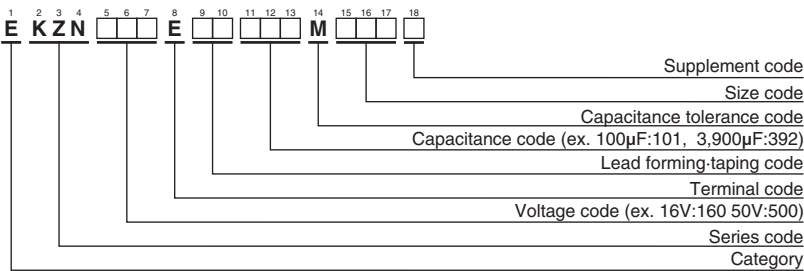 1 2 3 4 5 6 7 8 9 10 11 12 13 14 15 16 17 18
E KZN □□□ E □□ □□□ M □□□ □
Supplement code
Size code
Capacitance tolerance code
Capacitance code (ex. 100µF:101, 3,900µF:392)
Lead forming·taping code
Terminal code
Voltage code (ex. 16V:160 50V:500)
Series code
Category